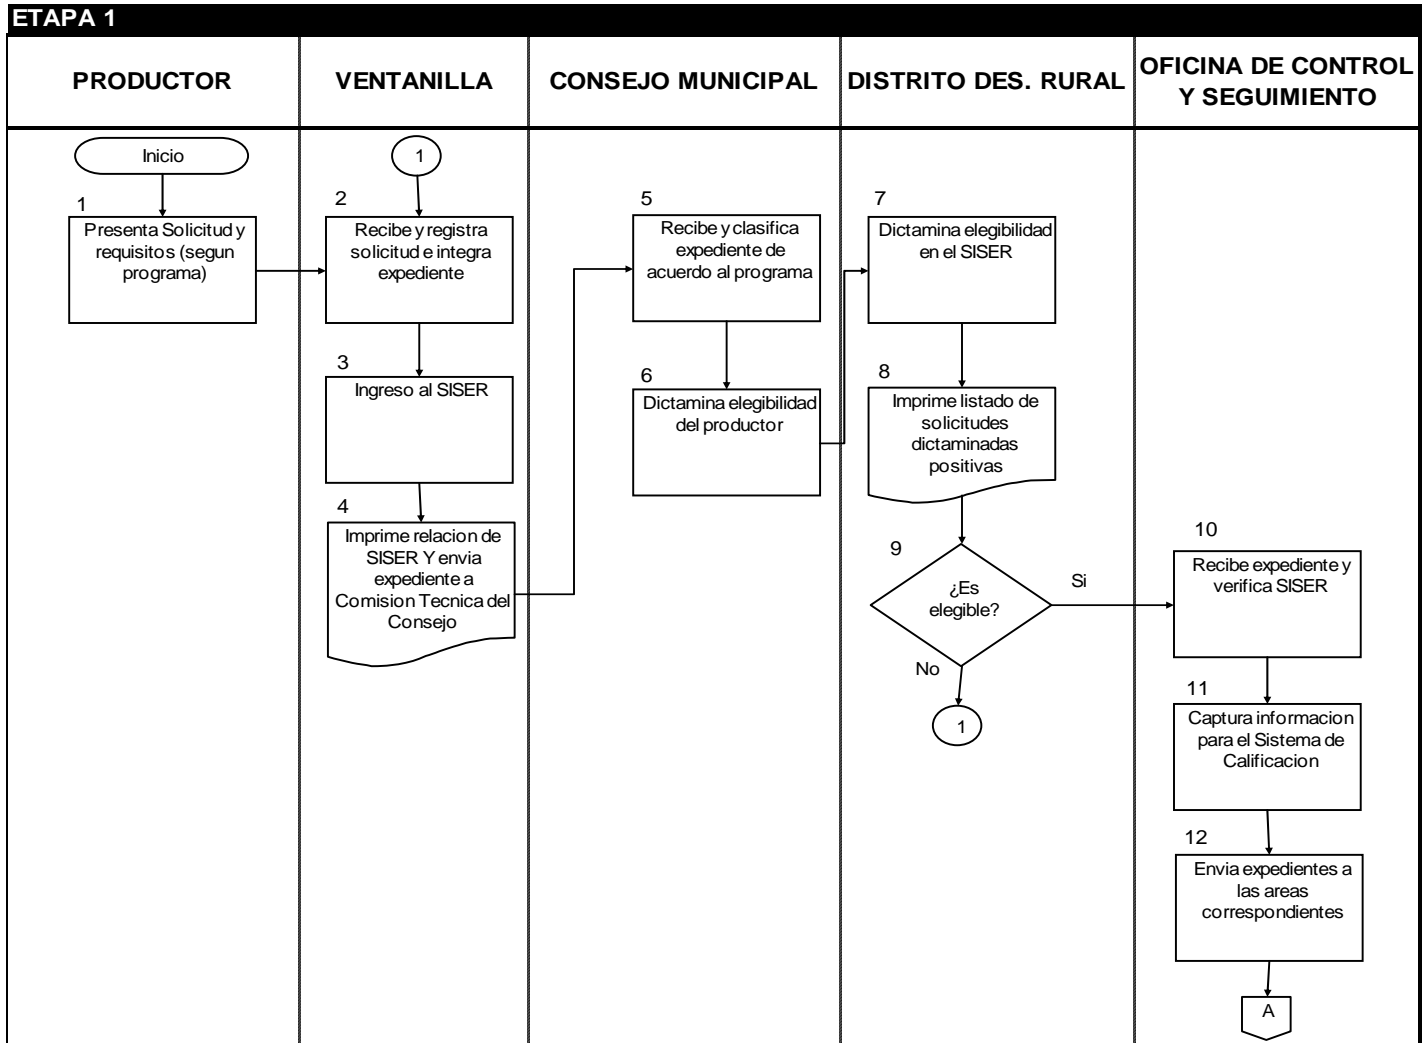 ETAPA 1
PRODUCTOR
VENTANILLA
CONSEJO MUNICIPAL
DISTRITO DES. RURAL
OFICINA DE CONTROL
Y SEGUIMIENTO
Inicio
1
Presenta Solicitud y
requisitos (segun
programa)
1
2
Recibe y registra
solicitud e integra
expediente
3
Ingreso al SISER
4
Imprime relacion de
SISER Y envia
expediente a
Comision Tecnica del
Consejo
5
Recibe y clasifica
expediente de
acuerdo al programa
6
Dictamina elegibilidad
del productor
7
Dictamina elegibilidad
en el SISER
8
Imprime listado de
solicitudes
dictaminadas
positivas
9
¿Es
elegible?
Si
No
1
10
Recibe expediente y
verifica SISER
11
Captura informacion
para el Sistema de
Calificacion
12
Envia expedientes a
las areas
correspondientes
A